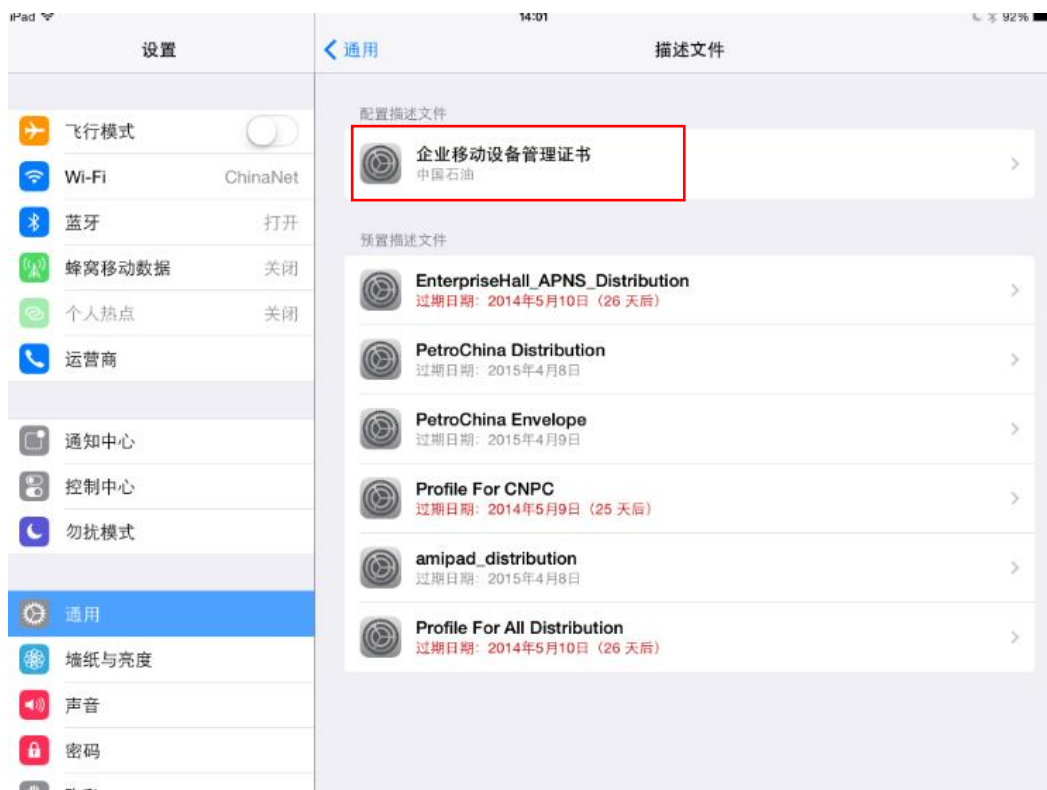 iPad
14:01
92%
设置
通用
描述文件
飞行模式
Wi-Fi
ChinaNet
蓝牙
打开
蜂窝移动数据
关闭
个人热点
关闭
运营商
通知中心
控制中心
勿扰模式
通用
墙纸与亮度
声音
密码
配置描述文件
企业移动设备管理证书
中国石油
预置描述文件
EnterpriseHall_APNS_Distribution
过期日期：2014年5月10日（26 天后）
PetroChina Distribution
过期日期：2015年4月8日
PetroChina Envelope
过期日期：2015年4月9日
Profile For CNPC
过期日期：2014年5月9日（25 天后）
amipad_distribution
过期日期：2015年4月8日
Profile For All Distribution
过期日期：2014年5月10日（26 天后）